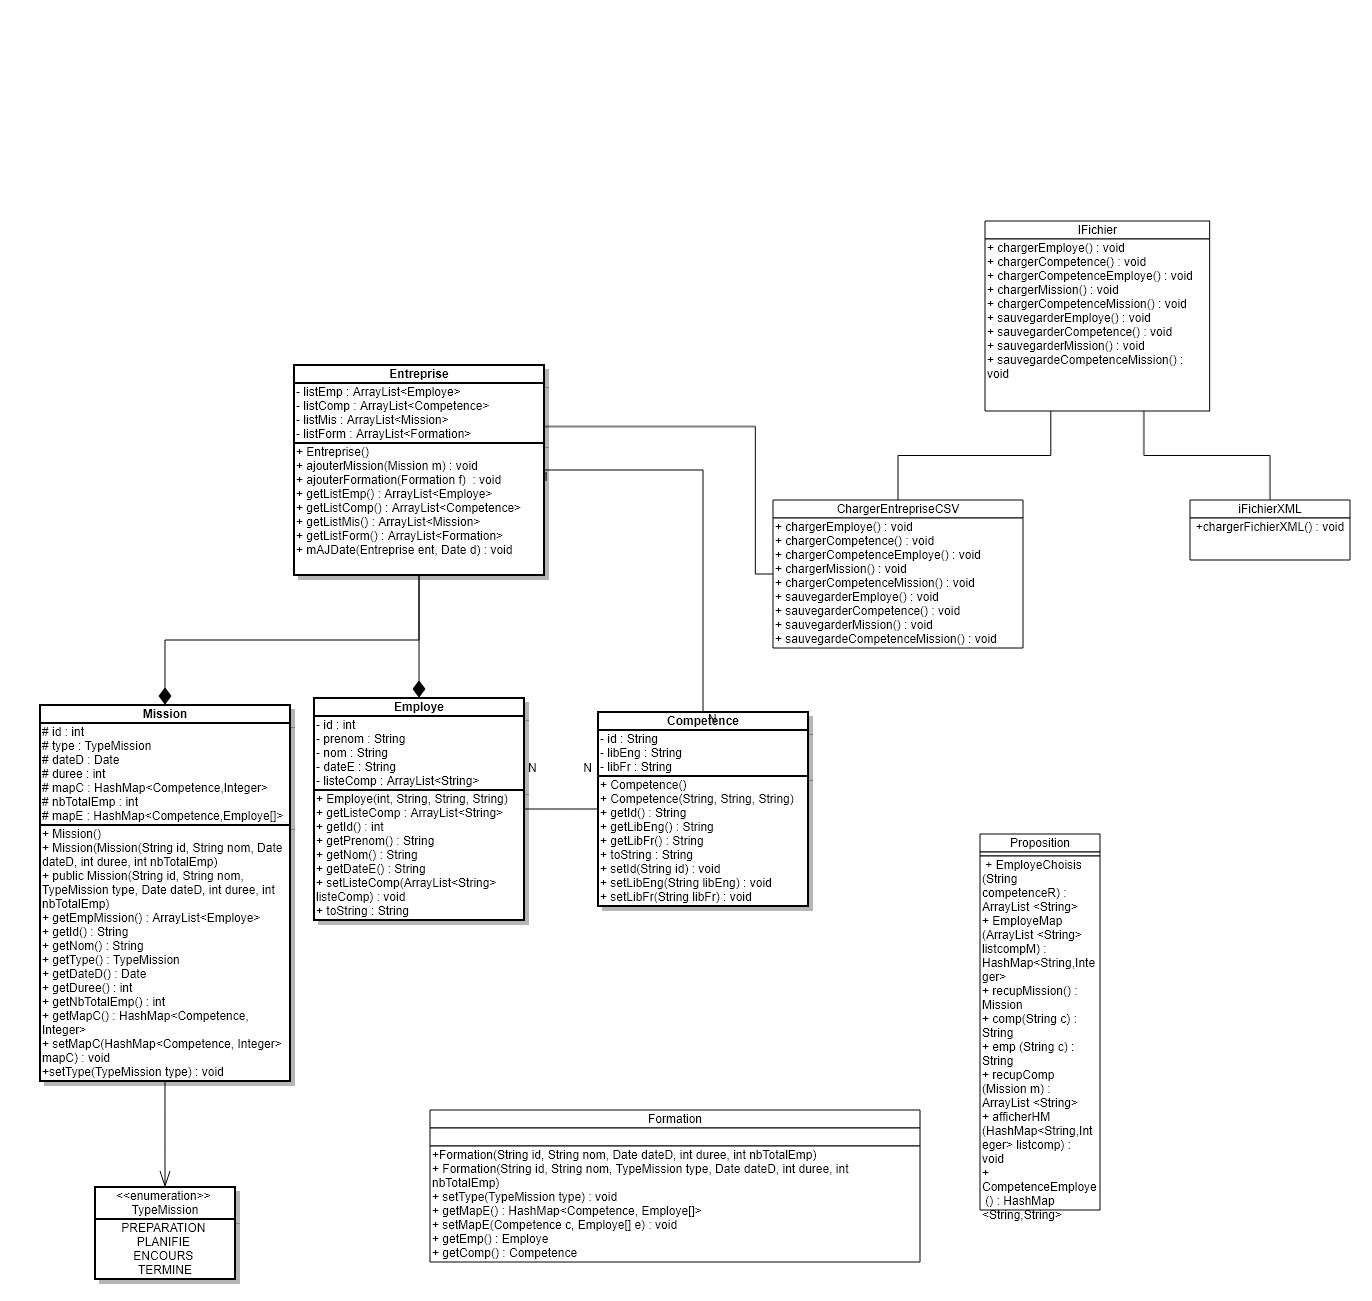 IFichier
+ chargerEmploye() : void
+ chargerCompetence() : void
+ chargerCompetenceEmploye() : void
+ chargerMission() : void
+ chargerCompetenceMission() : void
+ sauvegarderEmploye() : void
+ sauvegarderCompetence() : void
+ sauvegarderMission() : void
+ sauvegardeCompetenceMission() :
void
Entreprise
- listEmp : ArrayList<Employe>
- listComp : ArrayList<Competence>
- listMis : ArrayList<Mission>
- listForm : ArrayList<Formation>
+ Entreprise()
+ ajouterMission(Mission m) : void
+ ajouterFormation(Formation f)  : void
+ getListEmp() : ArrayList<Employe>
+ getListComp() : ArrayList<Competence>
+ getListMis() : ArrayList<Mission>
+ getListForm() : ArrayList<Formation>
+ mAJDate(Entreprise ent, Date d) : void
ChargerEntrepriseCSV
+ chargerEmploye() : void
+ chargerCompetence() : void
+ chargerCompetenceEmploye() : void
+ chargerMission() : void
+ chargerCompetenceMission() : void
+ sauvegarderEmploye() : void
+ sauvegarderCompetence() : void
+ sauvegarderMission() : void
+ sauvegardeCompetenceMission() : void
iFichierXML
+chargerFichierXML() : void
Mission
# id : int
# type : TypeMission
# dateD : Date
# duree : int
# mapC : HashMap<Competence,Integer>
# nbTotalEmp : int
# mapE : HashMap<Competence,Employe[]>
+ Mission()
+ Mission(Mission(String id, String nom, Date
dateD, int duree, int nbTotalEmp)
+ public Mission(String id, String nom,
TypeMission type, Date dateD, int duree, int
nbTotalEmp)
+ getEmpMission() : ArrayList<Employe>
+ getId() : String
+ getNom() : String
+ getType() : TypeMission
+ getDateD() : Date
+ getDuree() : int
+ getNbTotalEmp() : int
+ getMapC() : HashMap<Competence,
Integer>
+ setMapC(HashMap<Competence, Integer>
mapC) : void
+setType(TypeMission type) : void
Employe
- id : int
- prenom : String
- nom : String
- dateE : String
- listeComp : ArrayList<String>
+ Employe(int, String, String, String)
+ getListeComp : ArrayList<String>
+ getId() : int
+ getPrenom() : String
+ getNom() : String
+ getDateE() : String
+ setListeComp(ArrayList<String>
listeComp) : void
+ toString : String
N
N
N
Competence
- id : String
- libEng : String
- libFr : String
+ Competence()
+ Competence(String, String, String)
+ getId() : String
+ getLibEng() : String
+ getLibFr() : String
+ toString : String
+ setId(String id) : void
+ setLibEng(String libEng) : void
+ setLibFr(String libFr) : void
Proposition
+ EmployeChoisis
(String
competenceR) :
ArrayList <String>
+ EmployeMap
(ArrayList <String>
listcompM) :
HashMap<String,Inte
ger>
+ recupMission() :
Mission
+ comp(String c) :
String
+ emp (String c) :
String
+ recupComp
(Mission m) :
ArrayList <String>
+ afficherHM
(HashMap<String,Int
eger> listcomp) :
void
+
CompetenceEmploye
() : HashMap
<String,String>
Formation
+Formation(String id, String nom, Date dateD, int duree, int nbTotalEmp)
+ Formation(String id, String nom, TypeMission type, Date dateD, int duree, int
nbTotalEmp)
+ setType(TypeMission type) : void
+ getMapE() : HashMap<Competence, Employe[]>
+ setMapE(Competence c, Employe[] e) : void
+ getEmp() : Employe
+ getComp() : Competence
<<enumeration>>
TypeMission
PREPARATION
PLANIFIE
ENCOURS
TERMINE